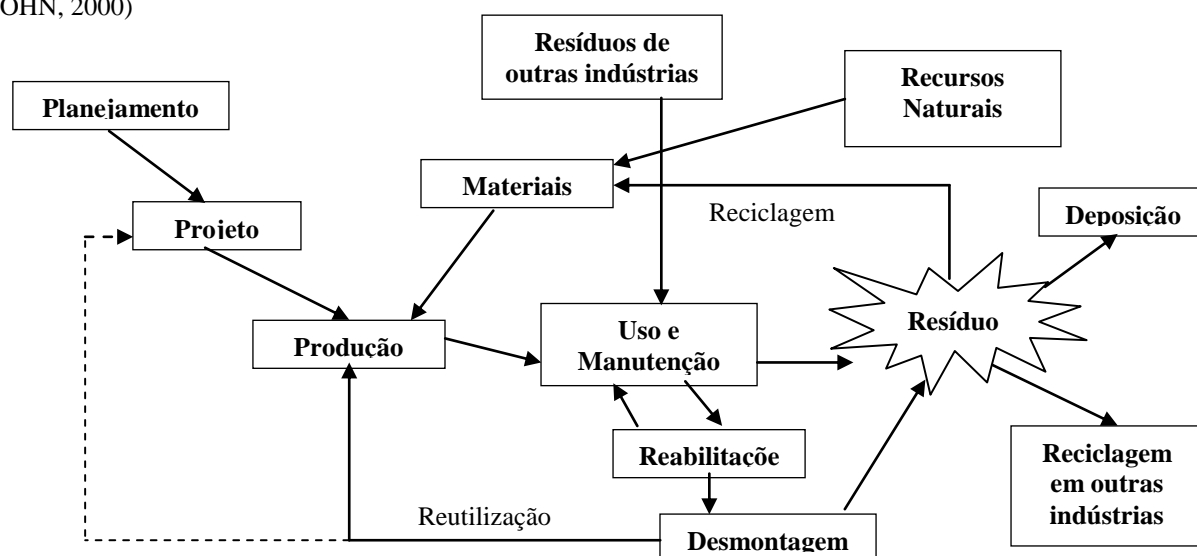 OHN, 2000)
Resíduos de
outras indústrias
Recursos
Naturais
Planejamento
Materiais
Reciclagem
Deposição
Projeto
Resíduo
Uso e
Manutenção
Produção
Reabilitaçõe
Reciclagem
em outras
indústrias
Reutilização
Desmontagem